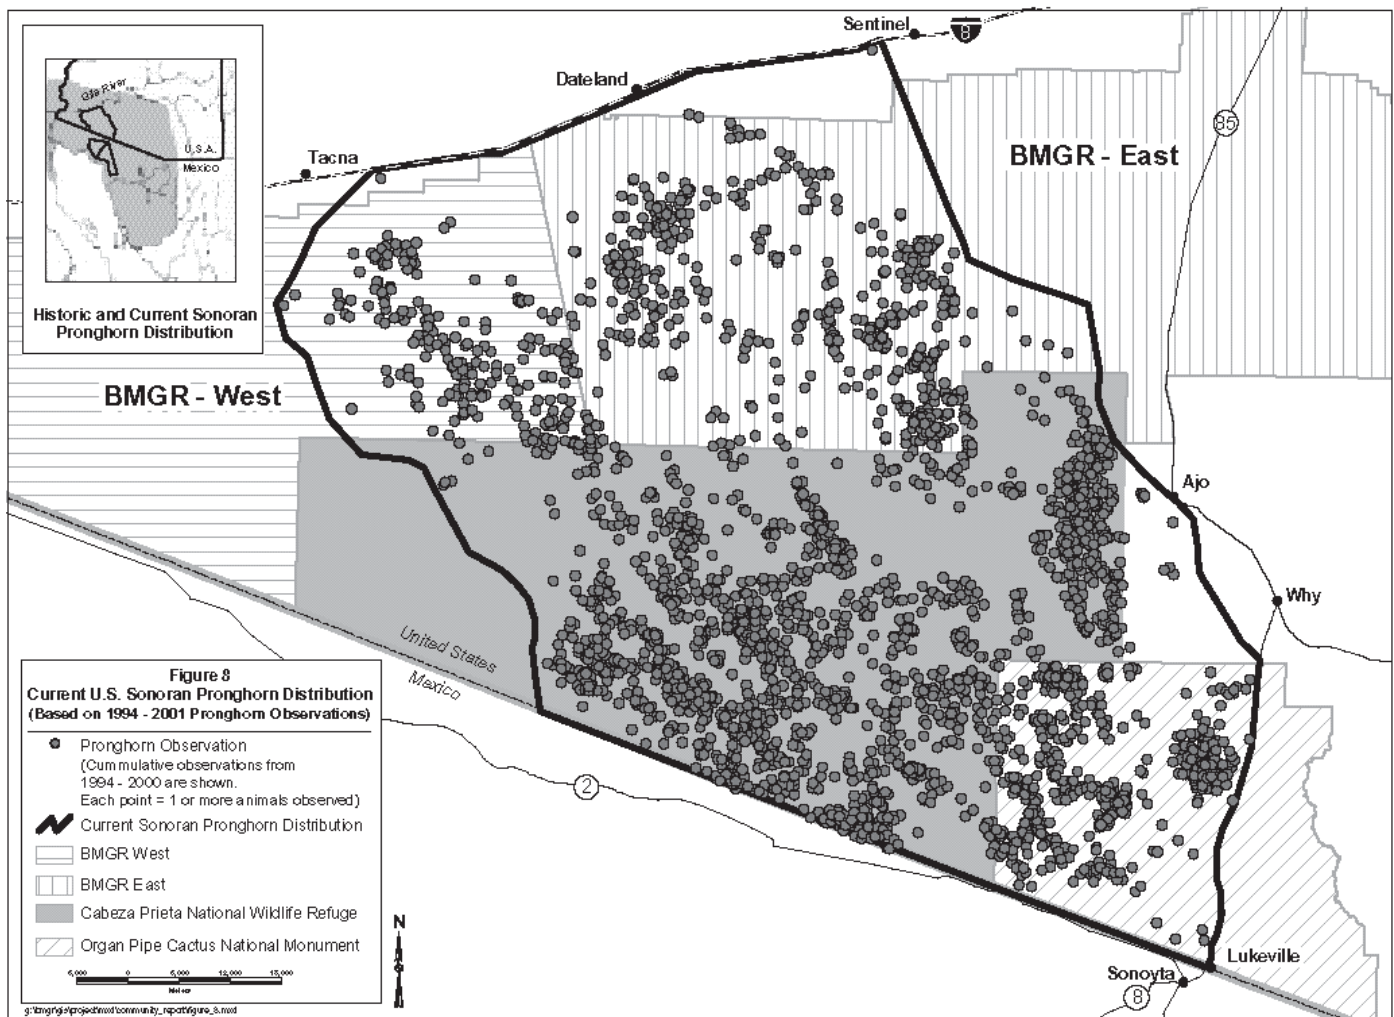 Sentinel
8
Dateland
Gila River
U.S.A.
Mexico
Tacna
85
BMGR - East
Historic and Current Sonoran
Pronghorn Distribution
BMGR - West
Ajo
Why
United States
Mexico
2
Figure 8
Current U.S. Sonoran Pronghorn Distribution
(Based on 1994 - 2001 Pronghorn Observations)
Pronghorn Observation
(Cummulative observations from
1994 - 2000 are shown.
Each point = 1 or more animals observed)
Current Sonoran Pronghorn Distribution
BMGR West
BMGR East
Cabeza Prieta National Wildlife Refuge
Organ Pipe Cactus National Monument
N
0
Meters
Lukeville
Sonoyta
8